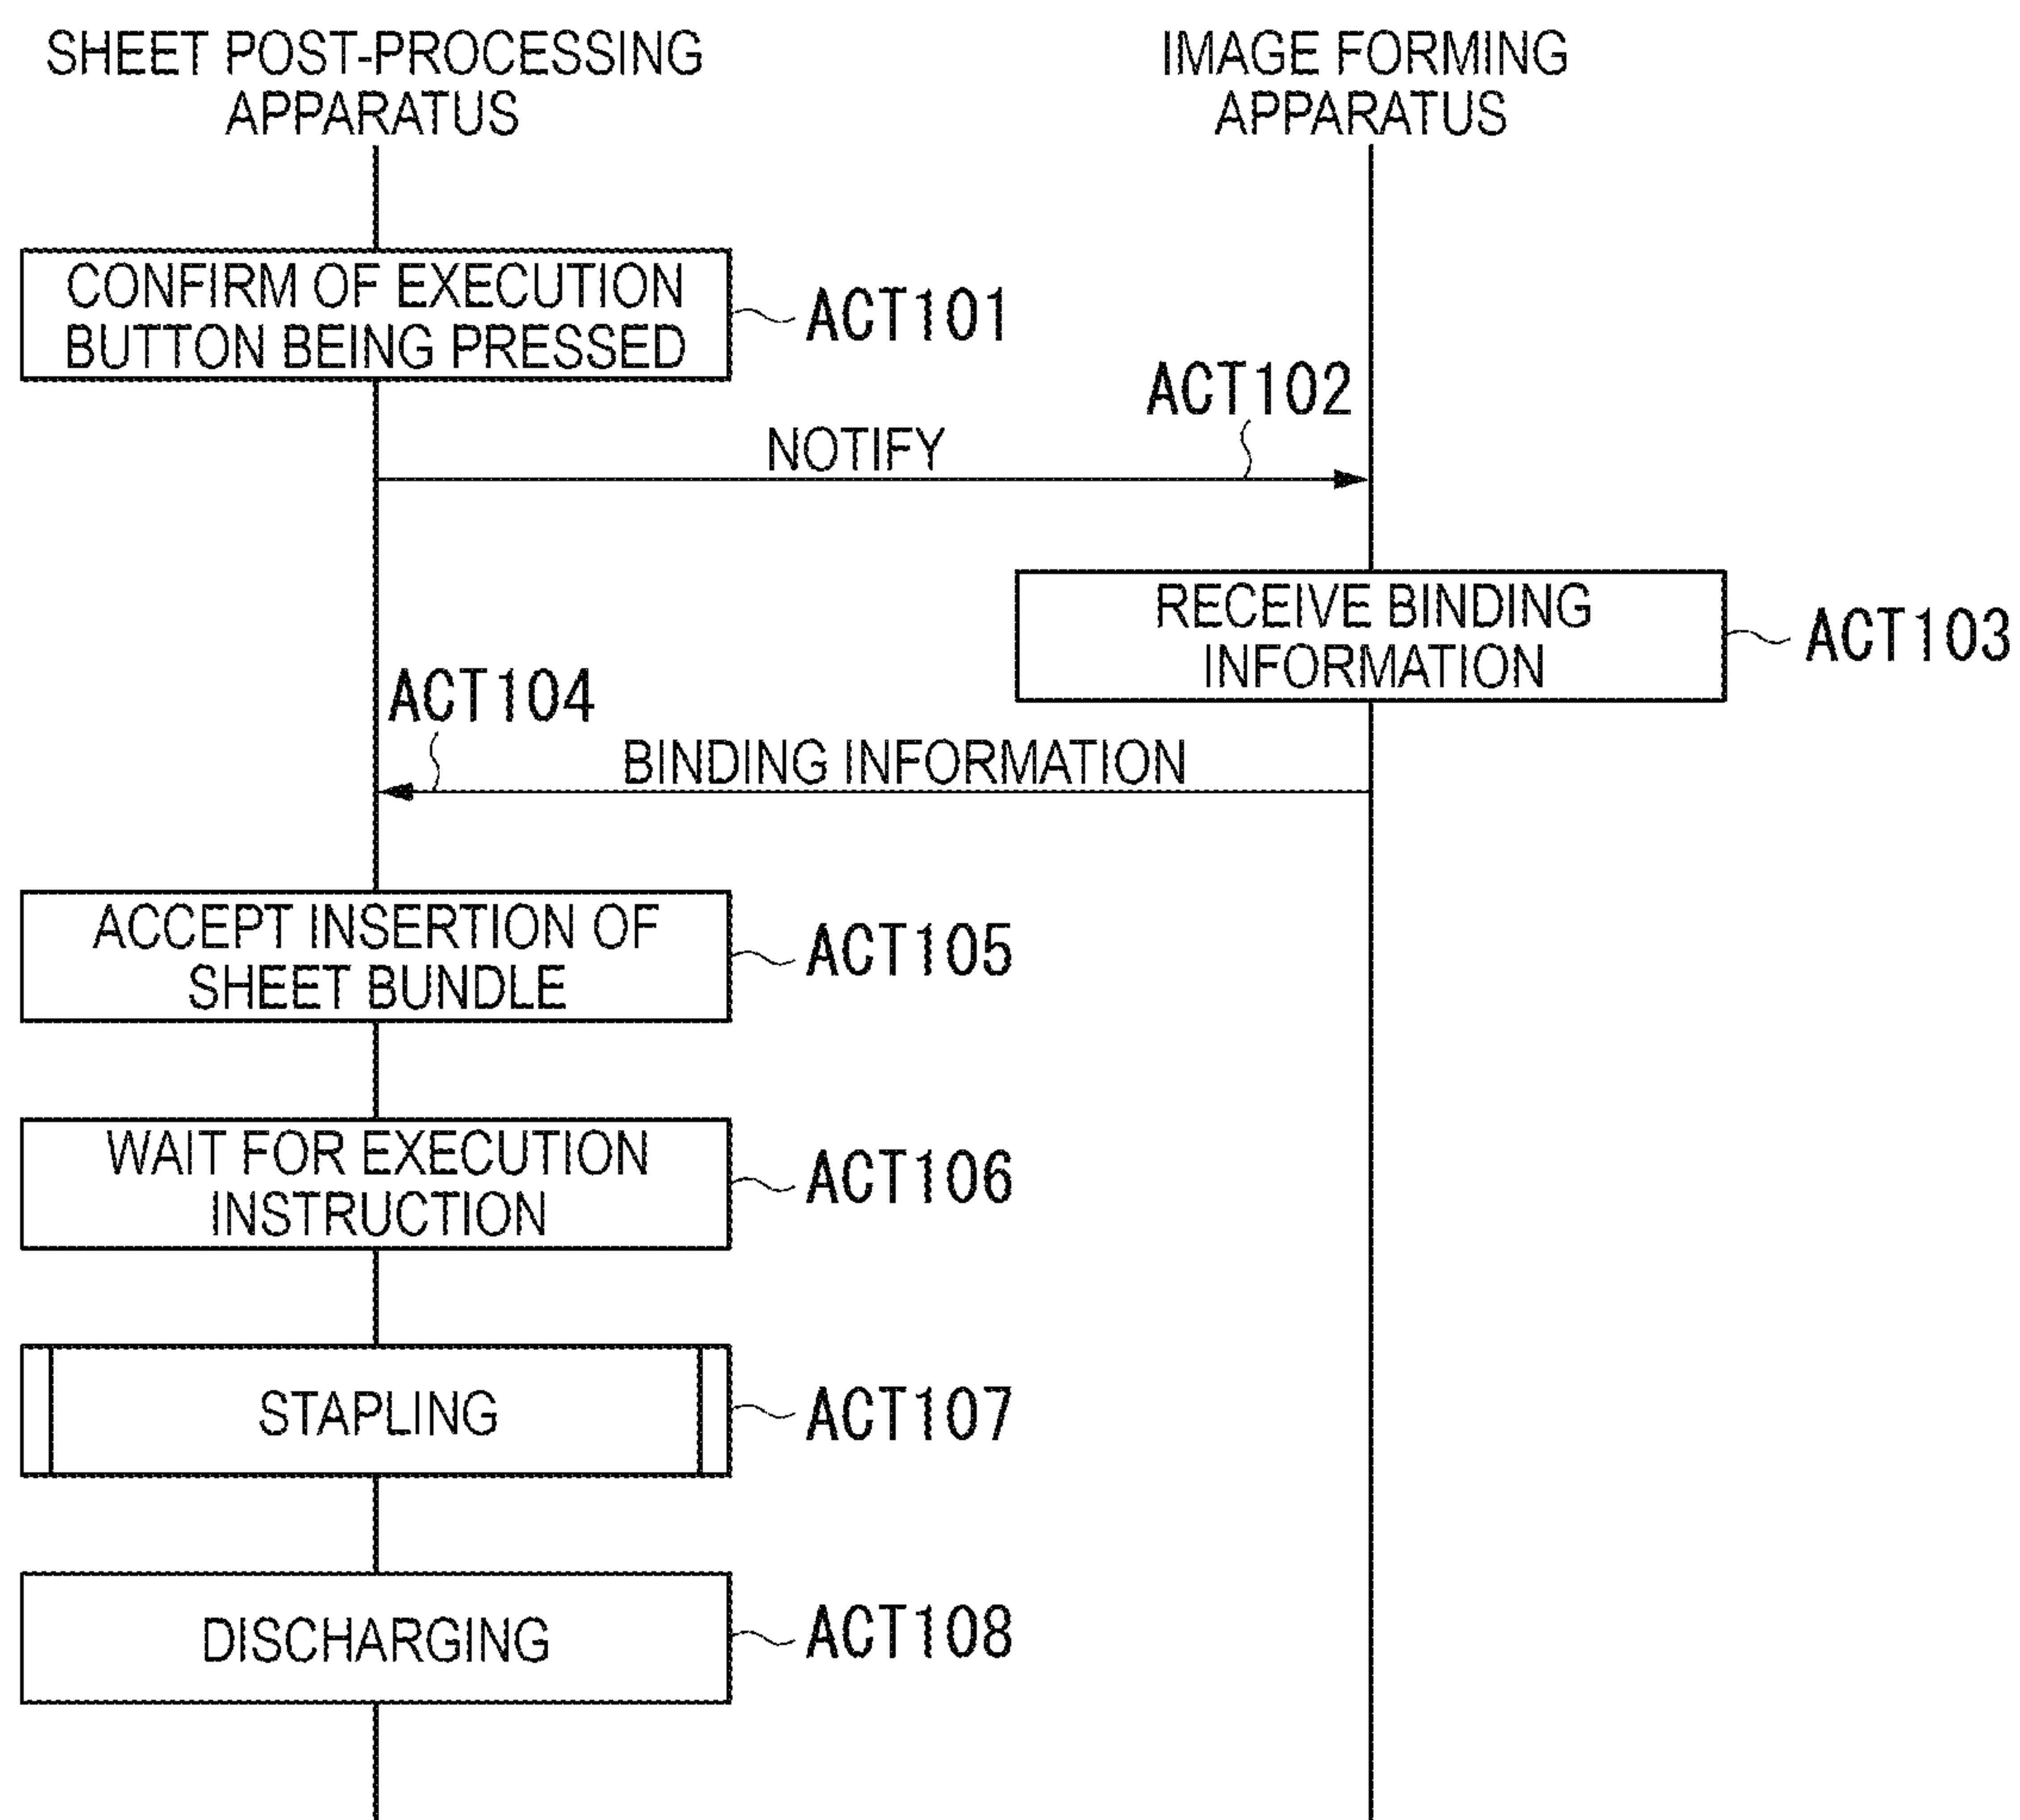 SHEET POST-PROCESSING
APPARATUS
IMAGE FORMING
APPARATUS
CONFIRM OF EXECUTION
BUTTON BEING PRESSED
ACT101
ACT102
NOTIFY
RECEIVE BINDING
INFORMATION
ACT103
ACT104
BINDING INFORMATION
ACCEPT INSERTION OF
SHEET BUNDLE
ACT105
WAIT FOR EXECUTION
INSTRUCTION
ACT106
STAPLING
ACT107
DISCHARGING
ACT108